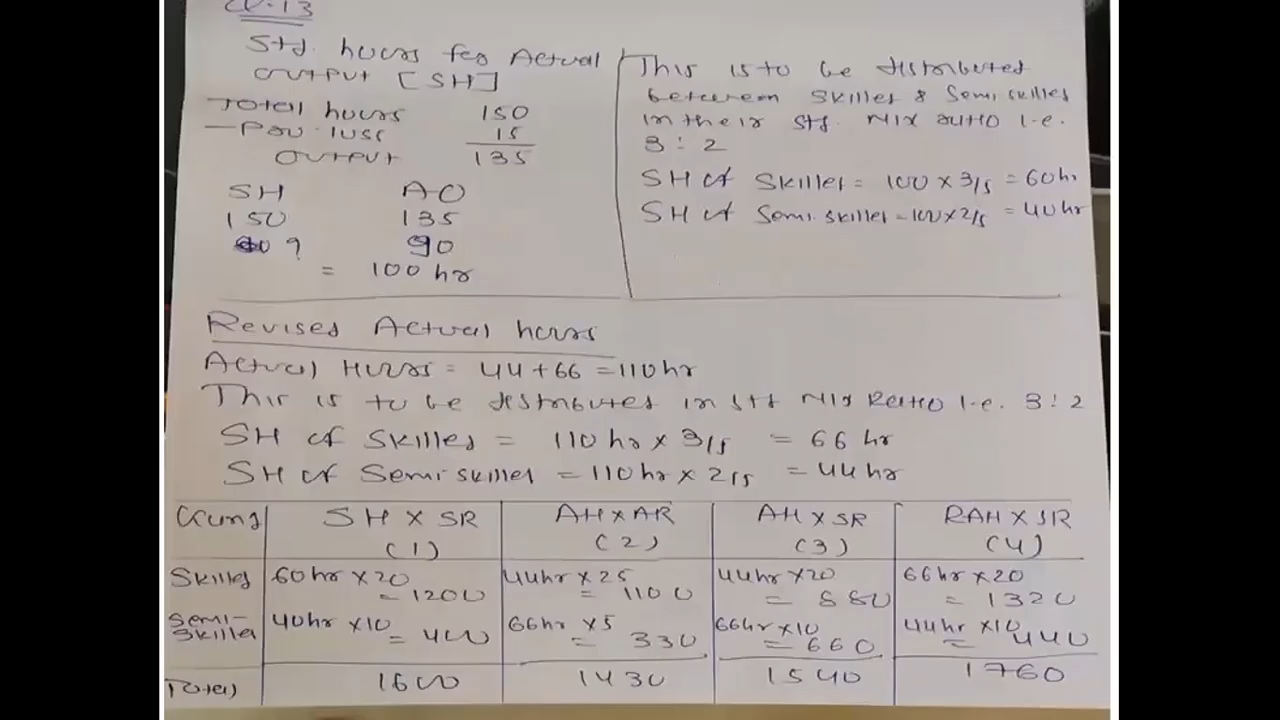 Q.13
Std. hours for Actual
output [SH]
Total hours 150
- loss 15
output 135
SH AO
150 135
? 90
= 100 hr
This is to be distributed
between skilled & Semi skilled
in their std. Mix ratio i.e.
3 : 2
SH of Skilled = 100 x 3/5 = 60 hr
SH of Semi. skilled = 100 x 2/5 = 40 hr
Revised Actual hours
Actual Hours = 44 + 66 = 110 hr
This is to be distributed in std Mix Ratio i.e. 3 : 2
SH of Skilled = 110 hr x 3/5 = 66 hr
SH of Semi skilled = 110 hr x 2/5 = 44 hr
Gang SH X SR AH X AR AH X SR RAH X SR
(1) (2) (3) (4)
Skilled 60 hr x 20 44 hr x 25 44 hr x 20 66 hr x 20
= 1200 = 1100 = 880 = 1320
Semi-skilled 40 hr x 10 66 hr x 5 66 hr x 10 44 hr x 10
= 400 = 330 = 660 = 440
Total 1600 1430 1540 1760